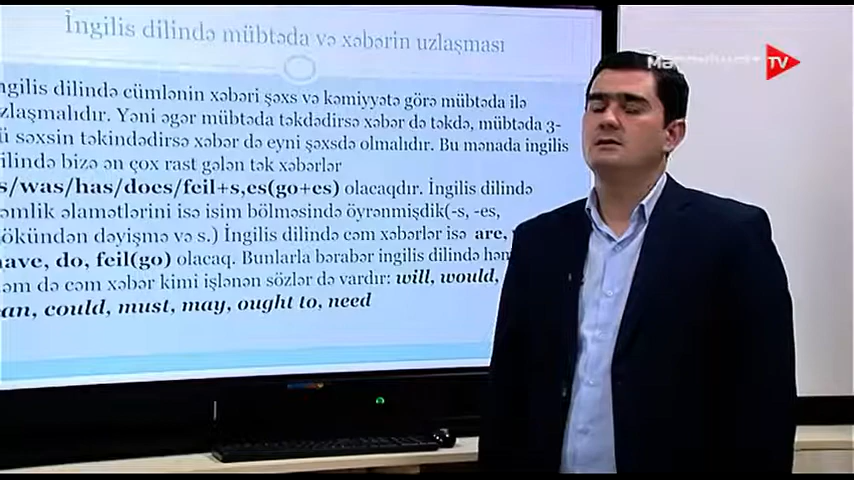 İngilis dilində mübtəda və xəbərin uzlaşması
ngilis dilində cümlənin xəbəri şəxs və kəmiyyətə görə mübtəda ilə
zlaşmalıdır. Yəni əgər mübtəda təkdədirsə xəbər də təkdə, mübtəda 3-
ü şəxsin təkindədirsə xəbər də eyni şəxsdə olmalıdır. Bu mənada ingilis
ilində bizə ən çox rast gələn tək xəbərlər
s/was/has/does/feil+s,es(go+es) olacaqdır. İngilis dilində
əmlik əlamətlərini isə isim bölməsində öyrənmişdik(-s, -es,
ökündən dəyişmə və s.) İngilis dilində cəm xəbərlər isə are,
ave, do, feil(go) olacaq. Bunlarla bərabər ingilis dilində həm
əm də cəm xəbər kimi işlənən sözlər də vardır: will, would,
an, could, must, may, ought to, need
TV